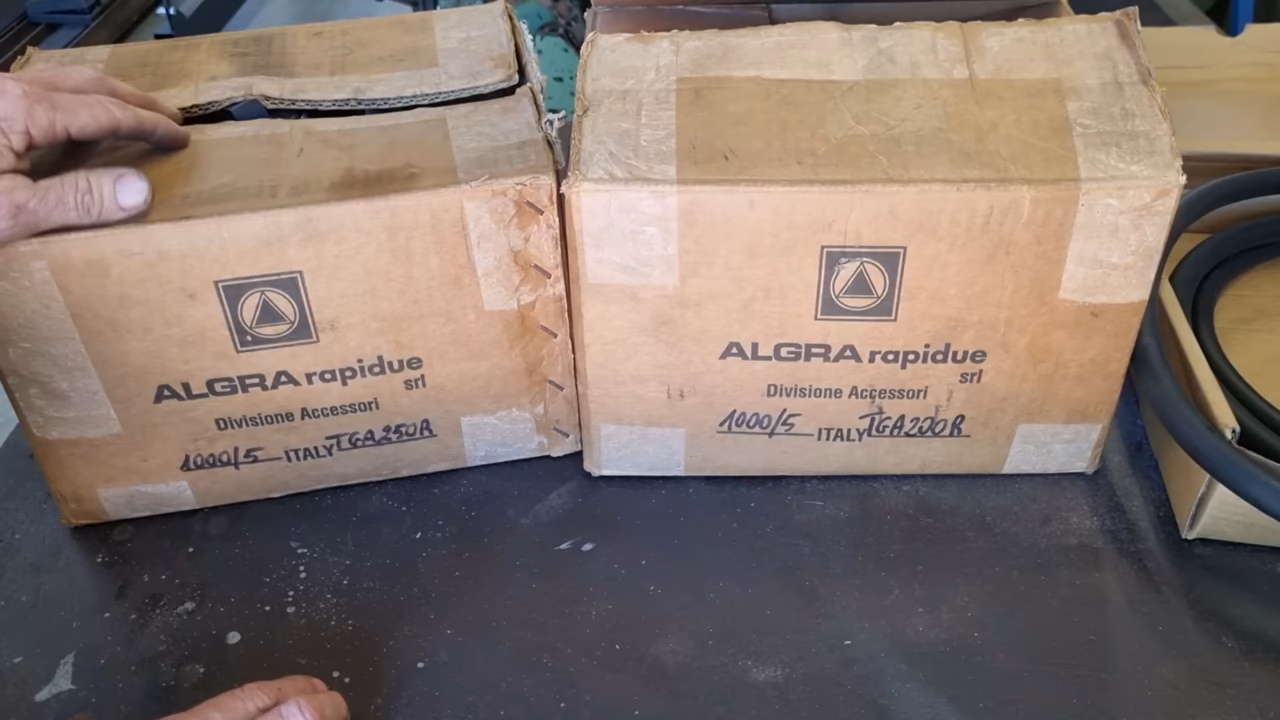 ALGRA rapidue
srl
Divisione Accessori
1000/5 ITALY TGA250R
ALGRA rapidue
srl
Divisione Accessori
1000/5 ITALY TGA200R